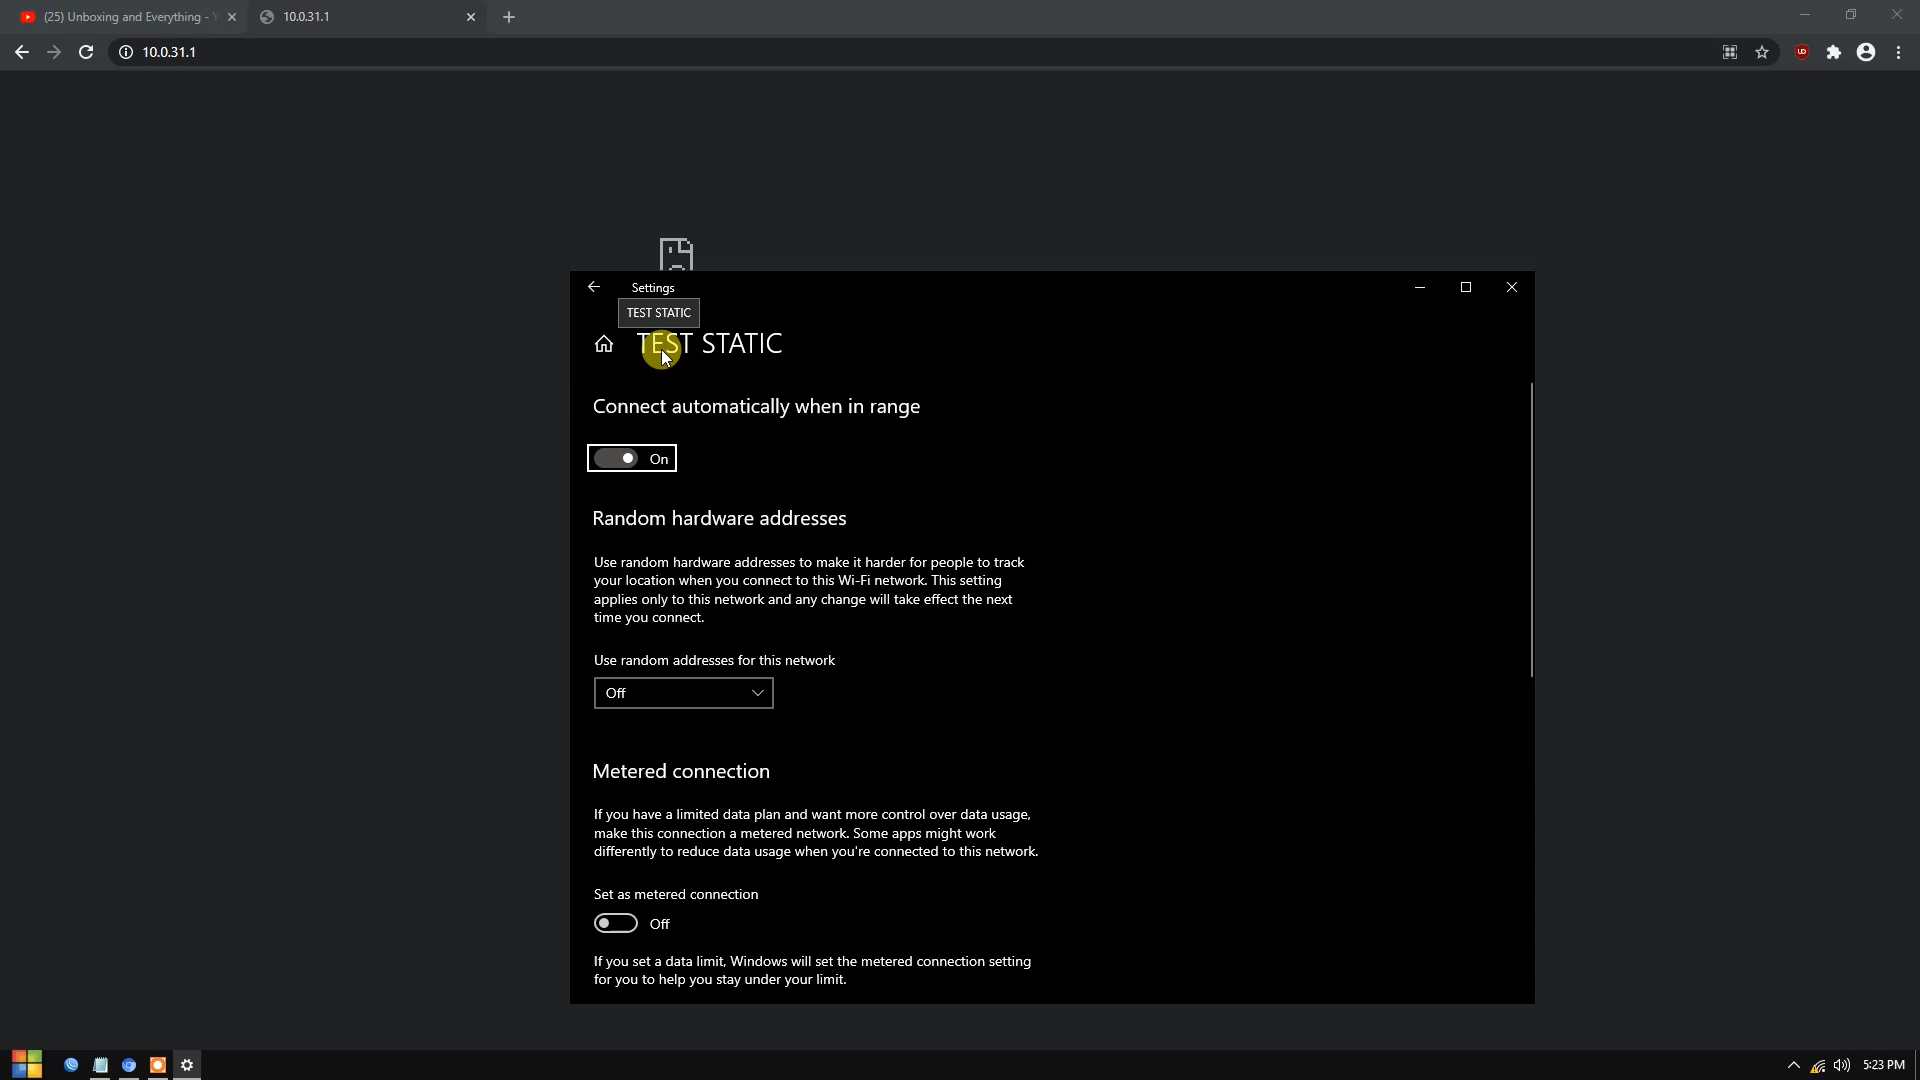 (25) Unboxing and Everything -
10.0.31.1
10.0.31.1
Settings
TEST STATIC
TEST STATIC
Connect automatically when in range
On
Random hardware addresses
Use random hardware addresses to make it harder for people to track
your location when you connect to this Wi-Fi network. This setting
applies only to this network and any change will take effect the next
time you connect.
Use random addresses for this network
Off
Metered connection
If you have a limited data plan and want more control over data usage,
make this connection a metered network. Some apps might work
differently to reduce data usage when you're connected to this network.
Set as metered connection
Off
If you set a data limit, Windows will set the metered connection setting
for you to help you stay under your limit.
5:23 PM